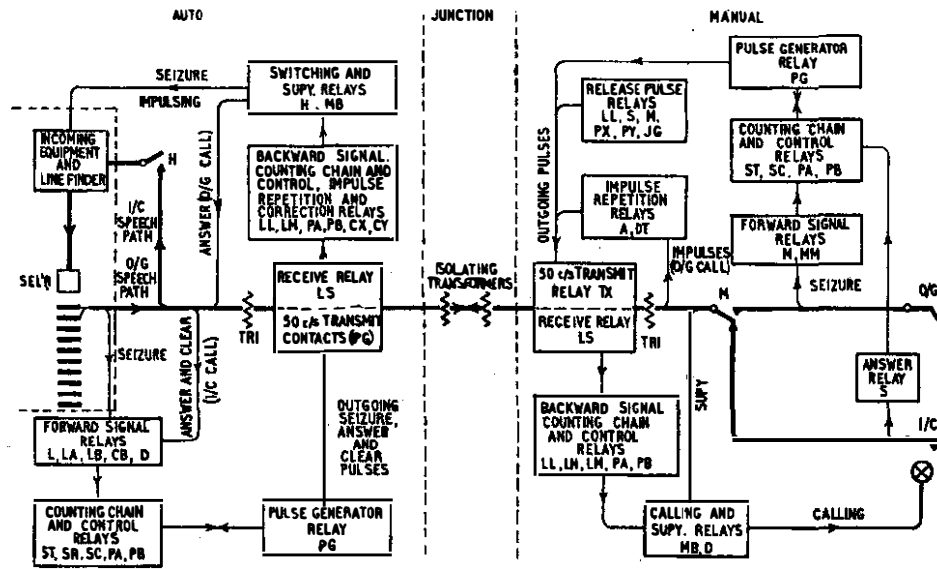 AUTO
JUNCTION
MANUAL
SEIZURE
IMPULSING
SWITCHING AND
SUPY. RELAYS
H . MB
INCOMING
EQUIPMENT
AND
LINE FINDER
H
BACKWARD SIGNAL.
COUNTING CHAIN AND
CONTROL, IMPULSE
REPETITION AND
CORRECTION RELAYS
LL, LM, PA, PB, CX, CY
ANSWER (O/G CALL)
I/C
SPEECH
PATH
O/G
SPEECH
PATH
SEL'R
RECEIVE RELAY
LS
50 c/s TRANSMIT
CONTACTS (PG)
TRI
SEIZURE
ANSWER AND CLEAR
(I/C CALL)
FORWARD SIGNAL
RELAYS
L, LA, LB, CB, D
COUNTING CHAIN
AND CONTROL
RELAYS
ST, SR, SC, PA, PB
OUTGOING
SEIZURE,
ANSWER
AND
CLEAR
PULSES
PULSE GENERATOR
RELAY
PG
ISOLATING
TRANSFORMERS
PULSE GENERATOR
RELAY
PG
RELEASE PULSE
RELAYS
LL, S, M,
PX, PY, JG
COUNTING CHAIN
AND CONTROL
RELAYS
ST, SC, PA, PB
OUTGOING PULSES
IMPULSE
REPETITION
RELAYS
A, DT
IMPULSES
(O/G CALL)
FORWARD SIGNAL
RELAYS
M, MM
SEIZURE
50 c/s TRANSMIT
RELAY TX
RECEIVE RELAY
LS
TRI
M
O/G
ANSWER
RELAY
S
I/C
SUPY
BACKWARD SIGNAL
COUNTING CHAIN
AND CONTROL
RELAYS
LL, LH, LM, PA, PB
CALLING AND
SUPY. RELAYS
MB, D
CALLING